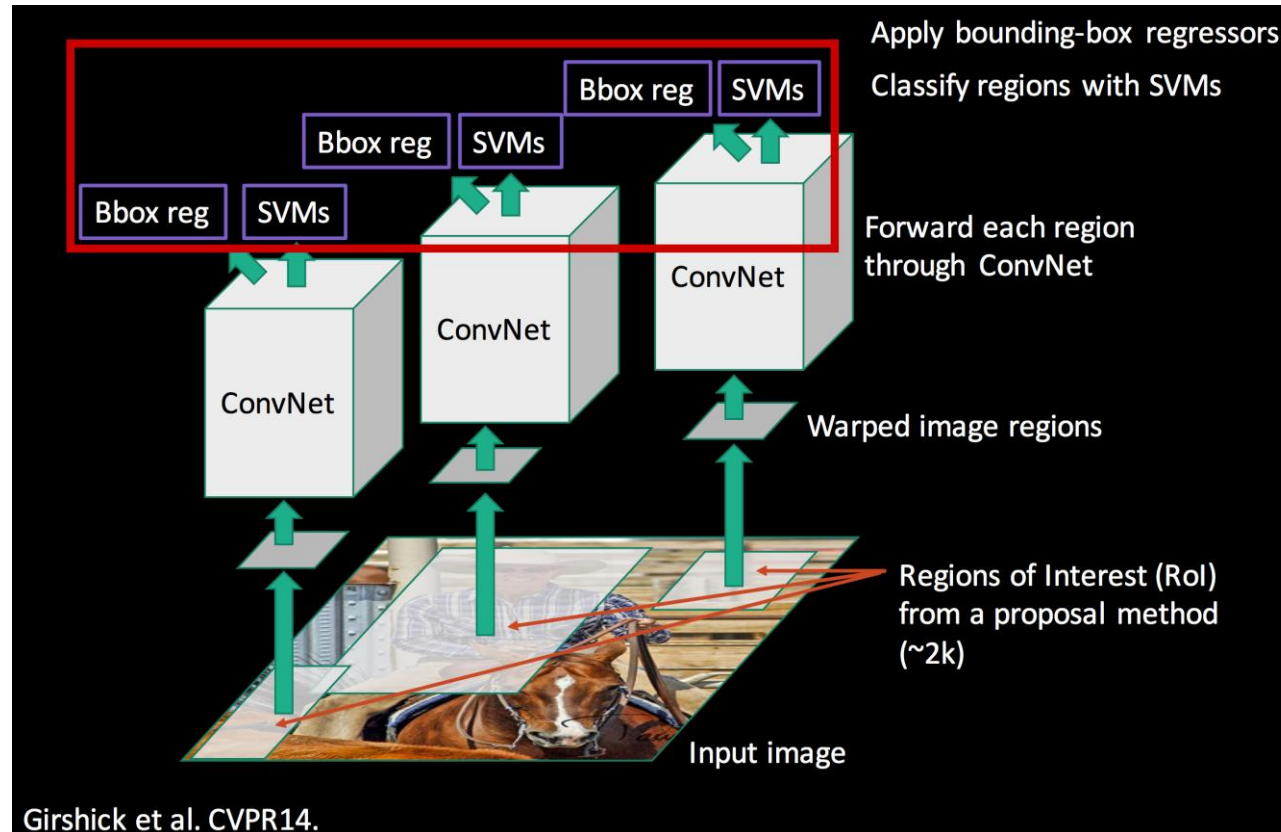 Apply bounding-box regressors
Bbox reg
SVMs
Classify regions with SVMs
Bbox reg
SVMs
Bbox reg
SVMs
Forward each region
through ConvNet
ConvNet
ConvNet
ConvNet
Warped image regions
Regions of Interest (RoI)
from a proposal method
(~2k)
Input image
Girshick et al. CVPR14.